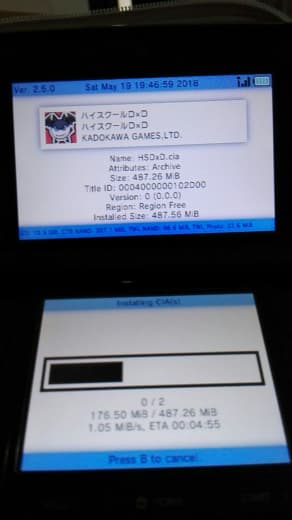 Ver. 2.5.0
Sat May 19 19:46:59 2018
ハイスクールD×D
ハイスクールD×D
KADOKAWA GAMES,LTD.
Name: HSDxD.cia
Attributes: Archive
Size: 487.26 MiB
Title ID: 0004000000102D00
Version: 0 (0.0.0)
Region: Region Free
Installed Size: 487.56 MiB
Installing CIA(s)
0 / 2
176.50 MiB / 487.26 MiB
1.05 MiB/s, ETA 00:04:55
Press B to cancel.